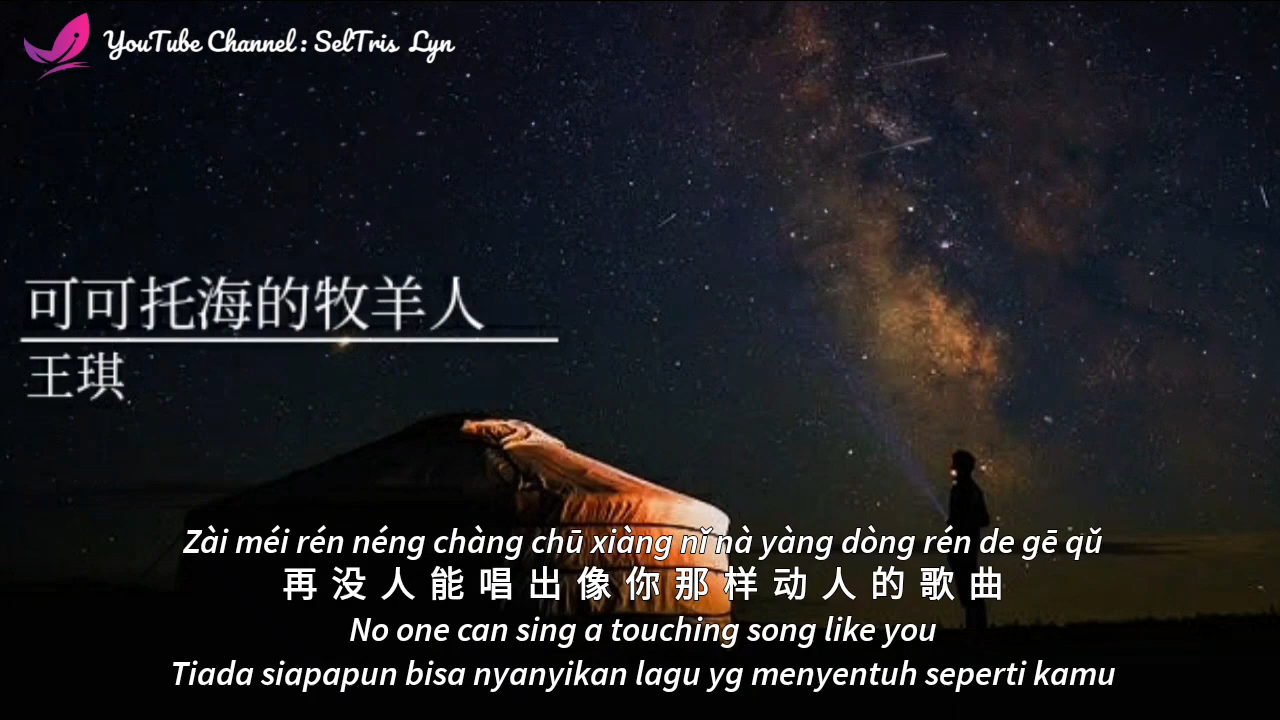 YouTube Channel : SelTris Lyn
可可托海的牧羊人
王琪
Zài méi rén néng chàng chū xiàng nǐ nà yàng dòng rén de gē qǔ
再没人能唱出像你那样动人的歌曲
No one can sing a touching song like you
Tiada siapapun bisa nyanyikan lagu yg menyentuh seperti kamu